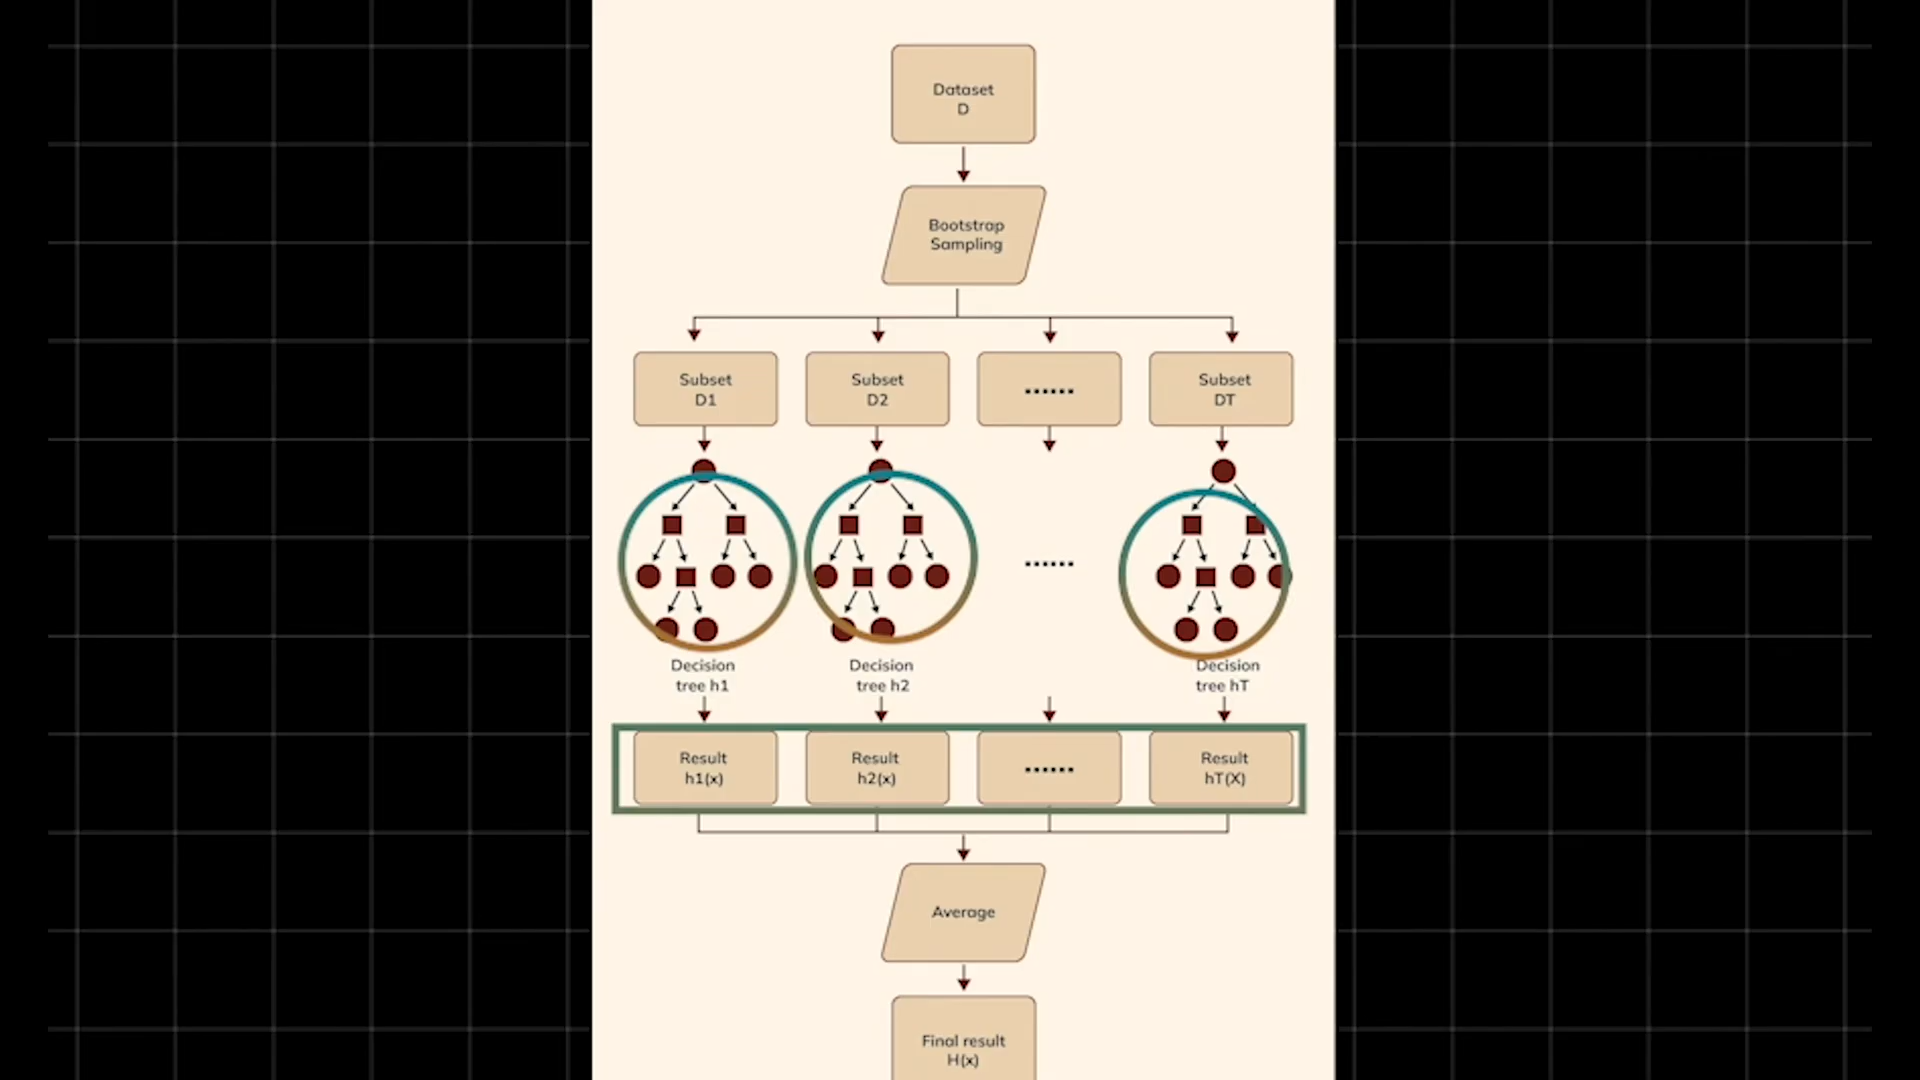 Dataset
D
Bootstrap
Sampling
Subset
D1
Subset
D2
......
Subset
DT
......
Decision
tree h1
Decision
tree h2
Decision
tree hT
Result
h1(x)
Result
h2(x)
......
Result
hT(X)
Average
Final result
H(x)